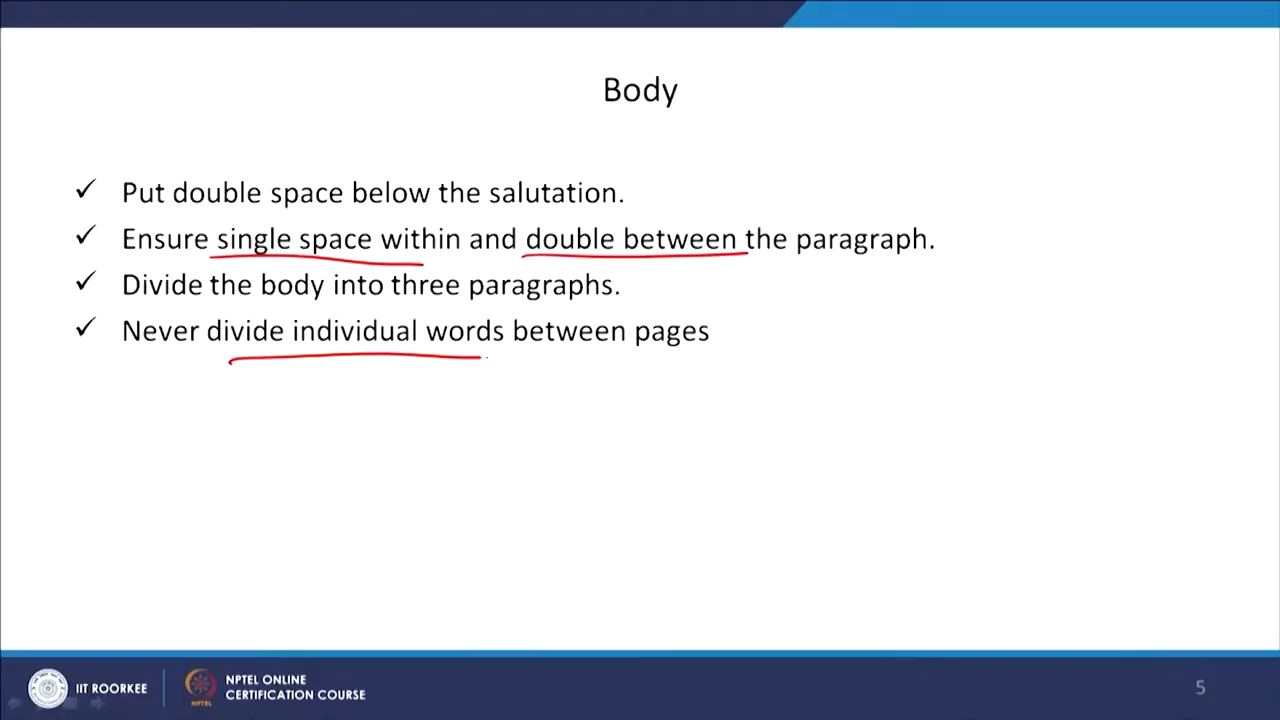 Body
✓ Put double space below the salutation.
✓ Ensure single space within and double between the paragraph.
✓ Divide the body into three paragraphs.
✓ Never divide individual words between pages
IIT ROORKEE
NPTEL
NPTEL ONLINE
CERTIFICATION COURSE
5